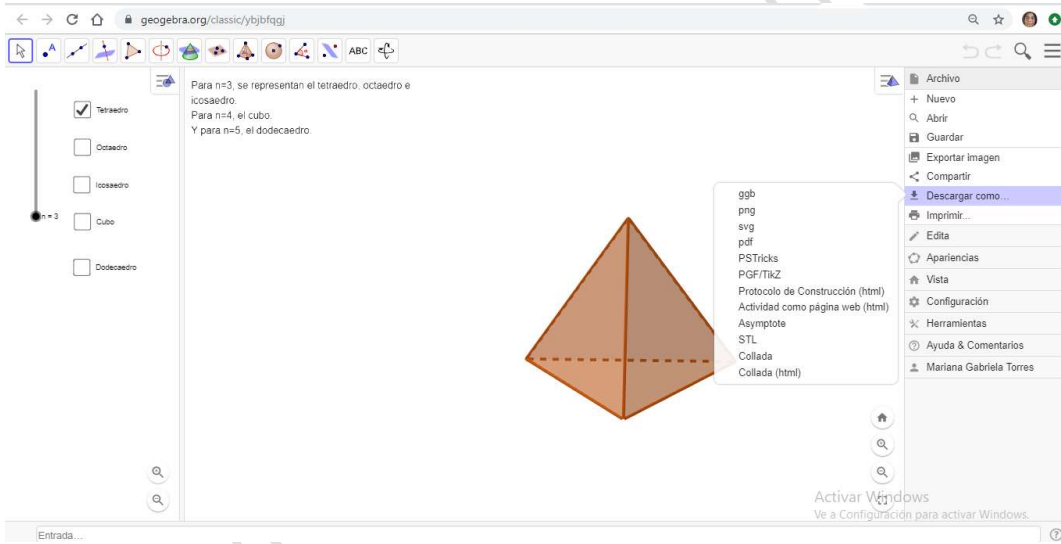 geogebra.org/classic/ybjbfqgj
A
ABC
Para n=3, se representan el tetraedro, octaedro e
icosaedro.
Para n=4, el cubo.
Y para n=5, el dodecaedro.
Tetraedro
Octaedro
Icosaedro
n = 3
Cubo
Dodecaedro
ggb
png
svg
pdf
PSTricks
PGF/TikZ
Protocolo de Construcción (html)
Actividad como página web (html)
Asymptote
STL
Collada
Collada (html)
Archivo
Nuevo
Abrir
Guardar
Exportar imagen
Compartir
Descargar como...
Imprimir...
Edita
Apariencias
Vista
Configuración
Herramientas
Ayuda & Comentarios
Mariana Gabriela Torres
Activar Windows
Ve a Configuración para activar Windows.
Entrada...